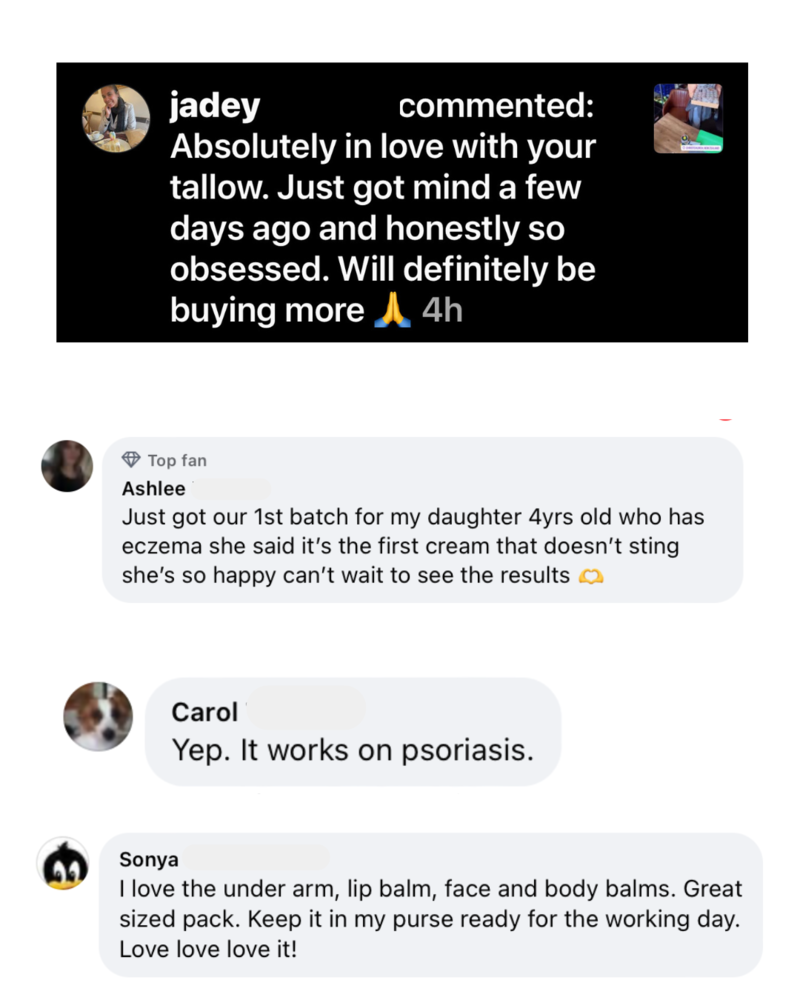 jadey commented:
Absolutely in love with your
tallow. Just got mind a few
days ago and honestly so
obsessed. Will definitely be
buying more 🙏 4h
Top fan
Ashlee
Just got our 1st batch for my daughter 4yrs old who has
eczema she said it’s the first cream that doesn’t sting
she’s so happy can’t wait to see the results 🫶
Carol
Yep. It works on psoriasis.
Sonya
I love the under arm, lip balm, face and body balms. Great
sized pack. Keep it in my purse ready for the working day.
Love love love it!